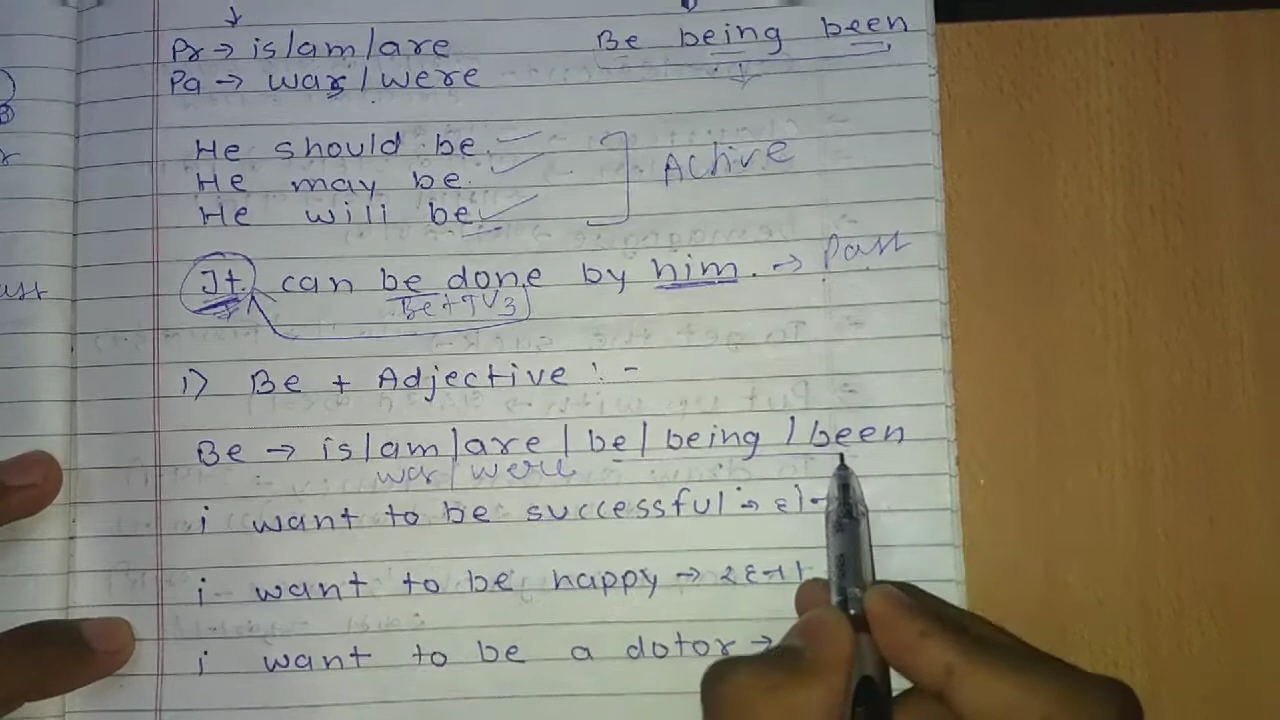 Pr → is/am/are Be being been
Pa → was/were
He should be.
He may be.
He will be.
Active
It can be done by him. →
Be + V3
1) Be + Adjective :-
Be → is/am/are/be/being/been
was/were
i want to be successful →
i want to be happy → रहना
i want to be a dotor →